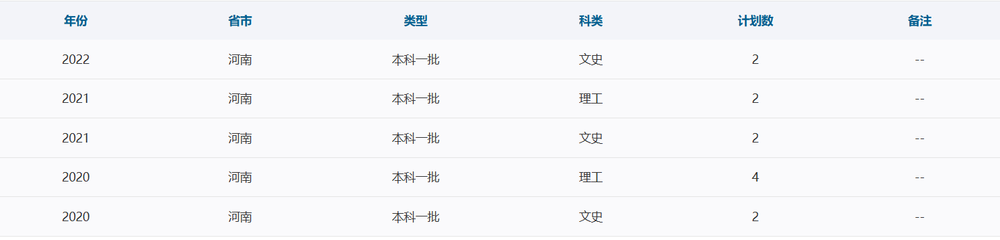 年份 省市 类型 科类 计划数 备注
2022 河南 本科一批 文史 2 --
2021 河南 本科一批 理工 2 --
2021 河南 本科一批 文史 2 --
2020 河南 本科一批 理工 4 --
2020 河南 本科一批 文史 2 --